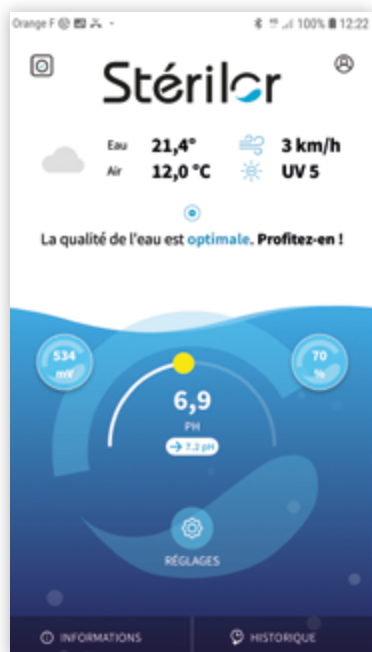 Orange F 100% 12:22
Stérilor
Eau 21,4° 3 km/h
Air 12,0 °C UV 5
La qualité de l'eau est optimale. Profitez-en !
534 mV
70 %
6,9
PH
→ 7.2 pH
RÉGLAGES
INFORMATIONS HISTORIQUE